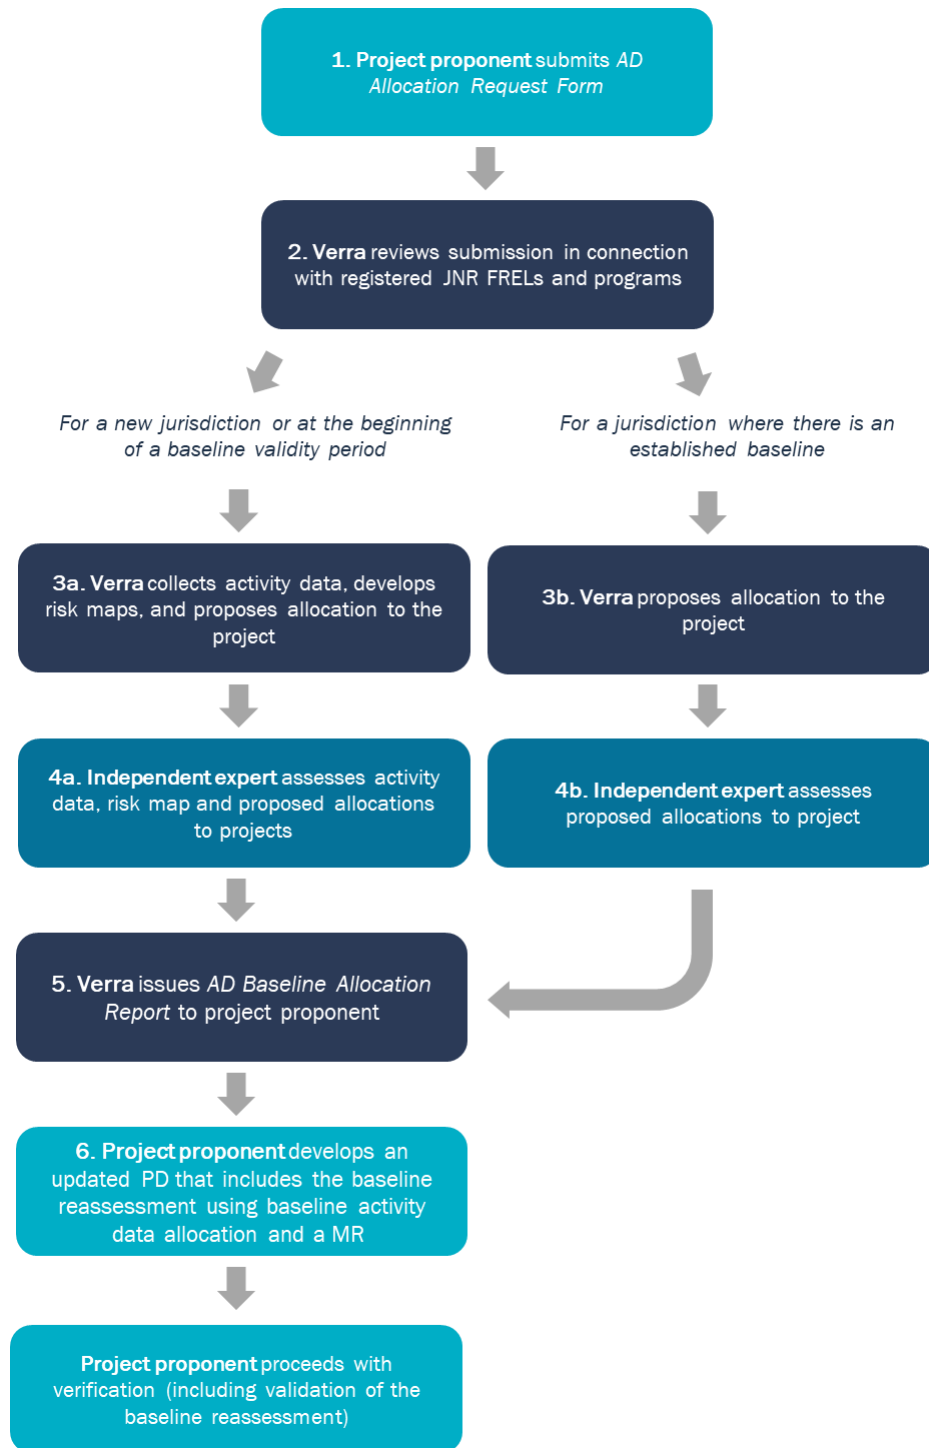 1. Project proponent submits AD
Allocation Request Form
2. Verra reviews submission in connection
with registered JNR FRELs and programs
For a new jurisdiction or at the beginning
of a baseline validity period
For a jurisdiction where there is an
established baseline
3a. Verra collects activity data, develops
risk maps, and proposes allocation to the
project
3b. Verra proposes allocation to the
project
4a. Independent expert assesses activity
data, risk map and proposed allocations
to projects
4b. Independent expert assesses
proposed allocations to project
5. Verra issues AD Baseline Allocation
Report to project proponent
6. Project proponent develops an
updated PD that includes the baseline
reassessment using baseline activity
data allocation and a MR
Project proponent proceeds with
verification (including validation of the
baseline reassessment)